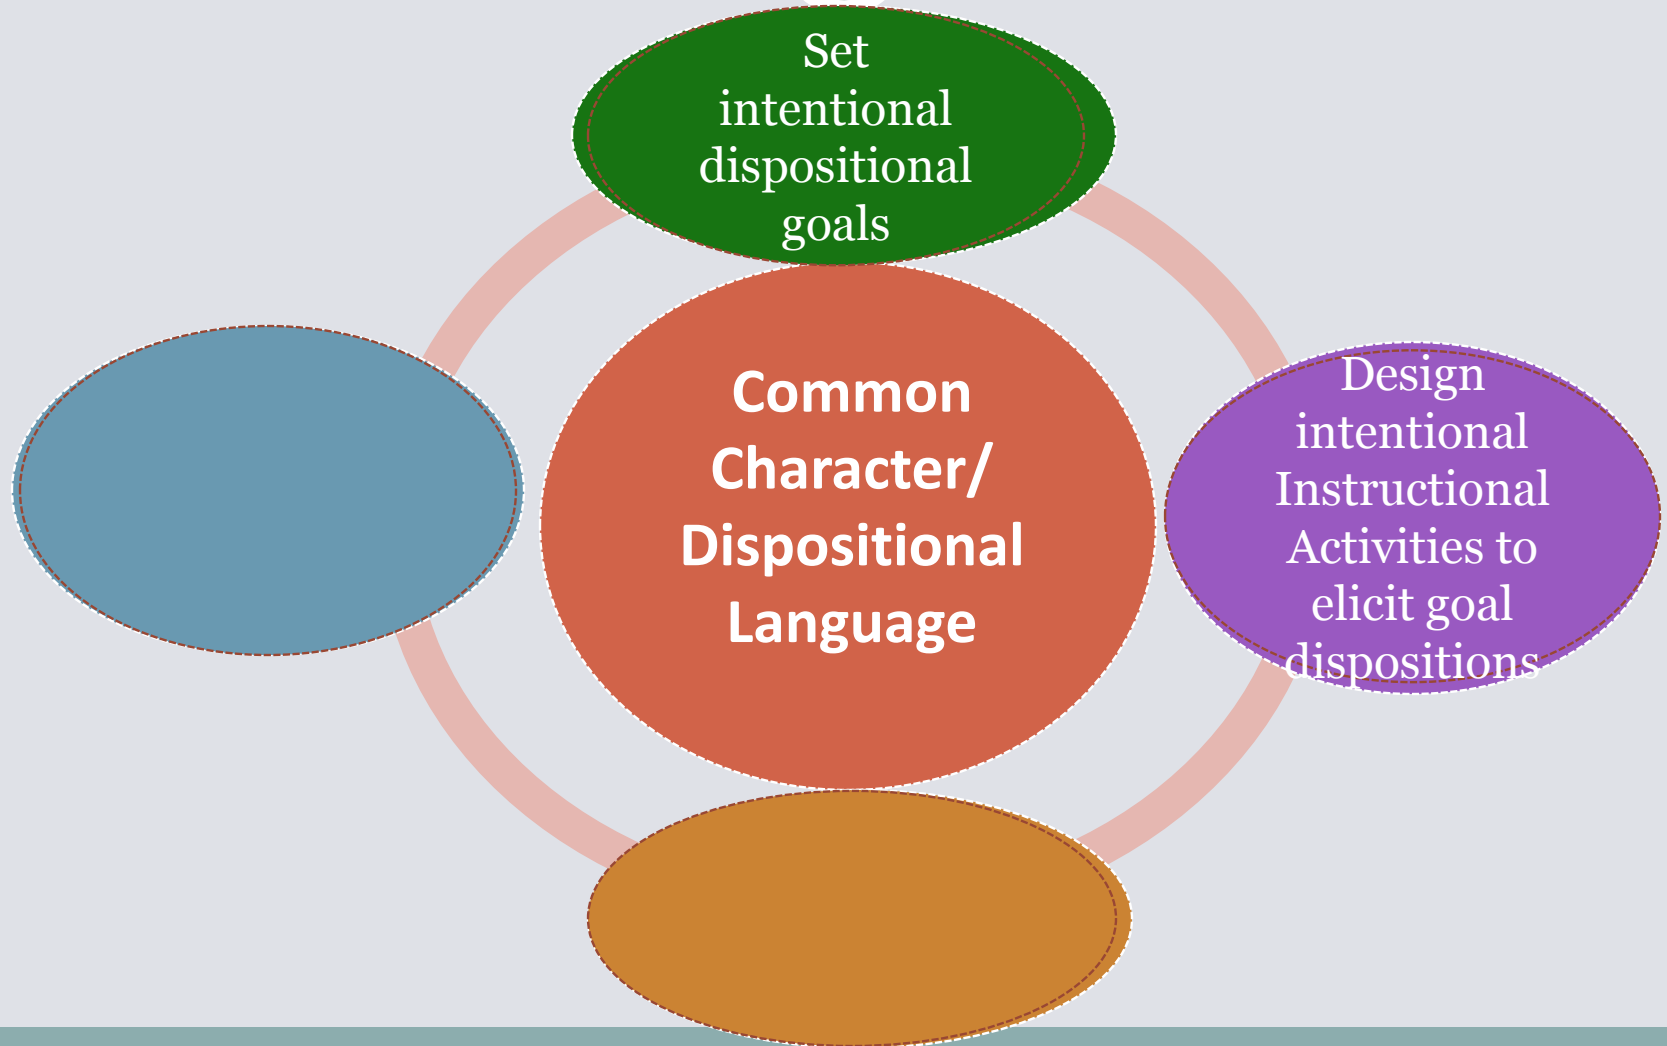 Set
intentional
dispositional
goals
Common
Character/
Dispositional
Language
Design
intentional
Instructional
Activities to
elicit goal
dispositions